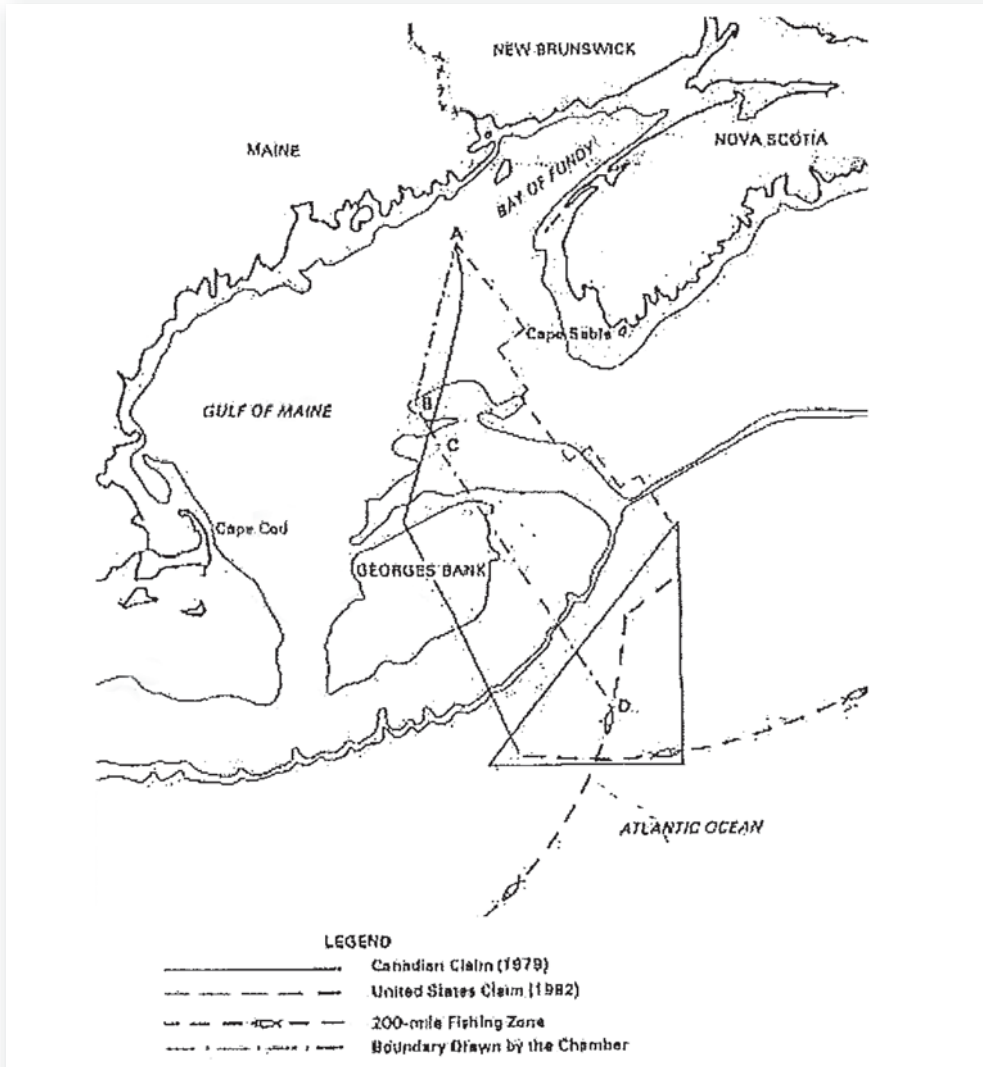 NEW BRUNSWICK
MAINE
NOVA SCOTIA
BAY OF FUNDY
A
Cape Sable
GULF OF MAINE
B
C
Cape Cod
GEORGES BANK
D
ATLANTIC OCEAN
LEGEND
Canadian Claim (1979)
United States Claim (1982)
200-mile Fishing Zone
Boundary Drawn by the Chamber